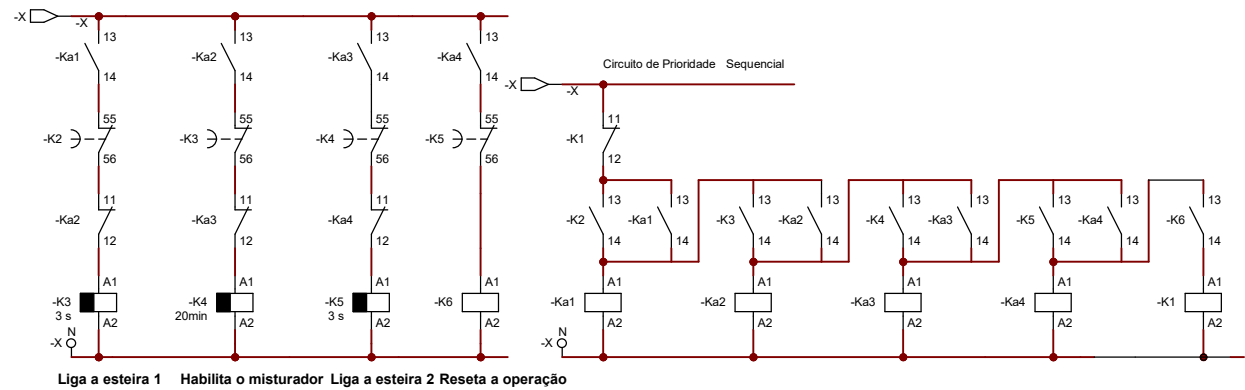 -X
-X
13 13 13 13
-Ka1 -Ka2 -Ka3 -Ka4
14 14 14 14
Circuito de Prioridade Sequencial
-X
-X
55 55 55 55
-K2 -K3 -K4 -K5
56 56 56 56
11
-K1
12
11 11 11
-Ka2 -Ka3 -Ka4
12 12 12
13 13 13 13 13 13 13 13 13
-K2 -Ka1 -K3 -Ka2 -K4 -Ka3 -K5 -Ka4 -K6
14 14 14 14 14 14 14 14 14
A1 A1 A1 A1
-K3 -K4 -K5 -K6
3 s 20min 3 s
A2 A2 A2 A2
A1 A1 A1 A1 A1
-Ka1 -Ka2 -Ka3 -Ka4 -K1
A2 A2 A2 A2 A2
N
-X
N
-X
Liga a esteira 1 Habilita o misturador Liga a esteira 2 Reseta a operação